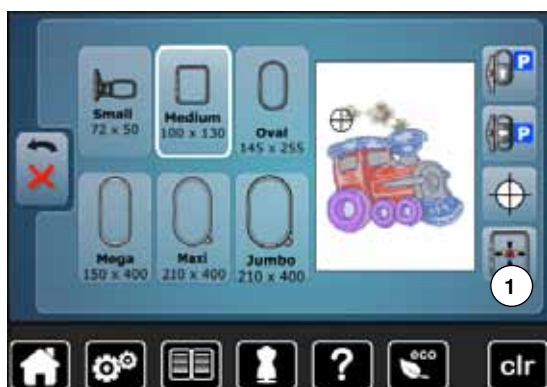 Small
72 x 50
Medium
100 x 130
Oval
145 x 255
Mega
150 x 400
Maxi
210 x 400
Jumbo
210 x 400
P
P
1
?
eco
clr